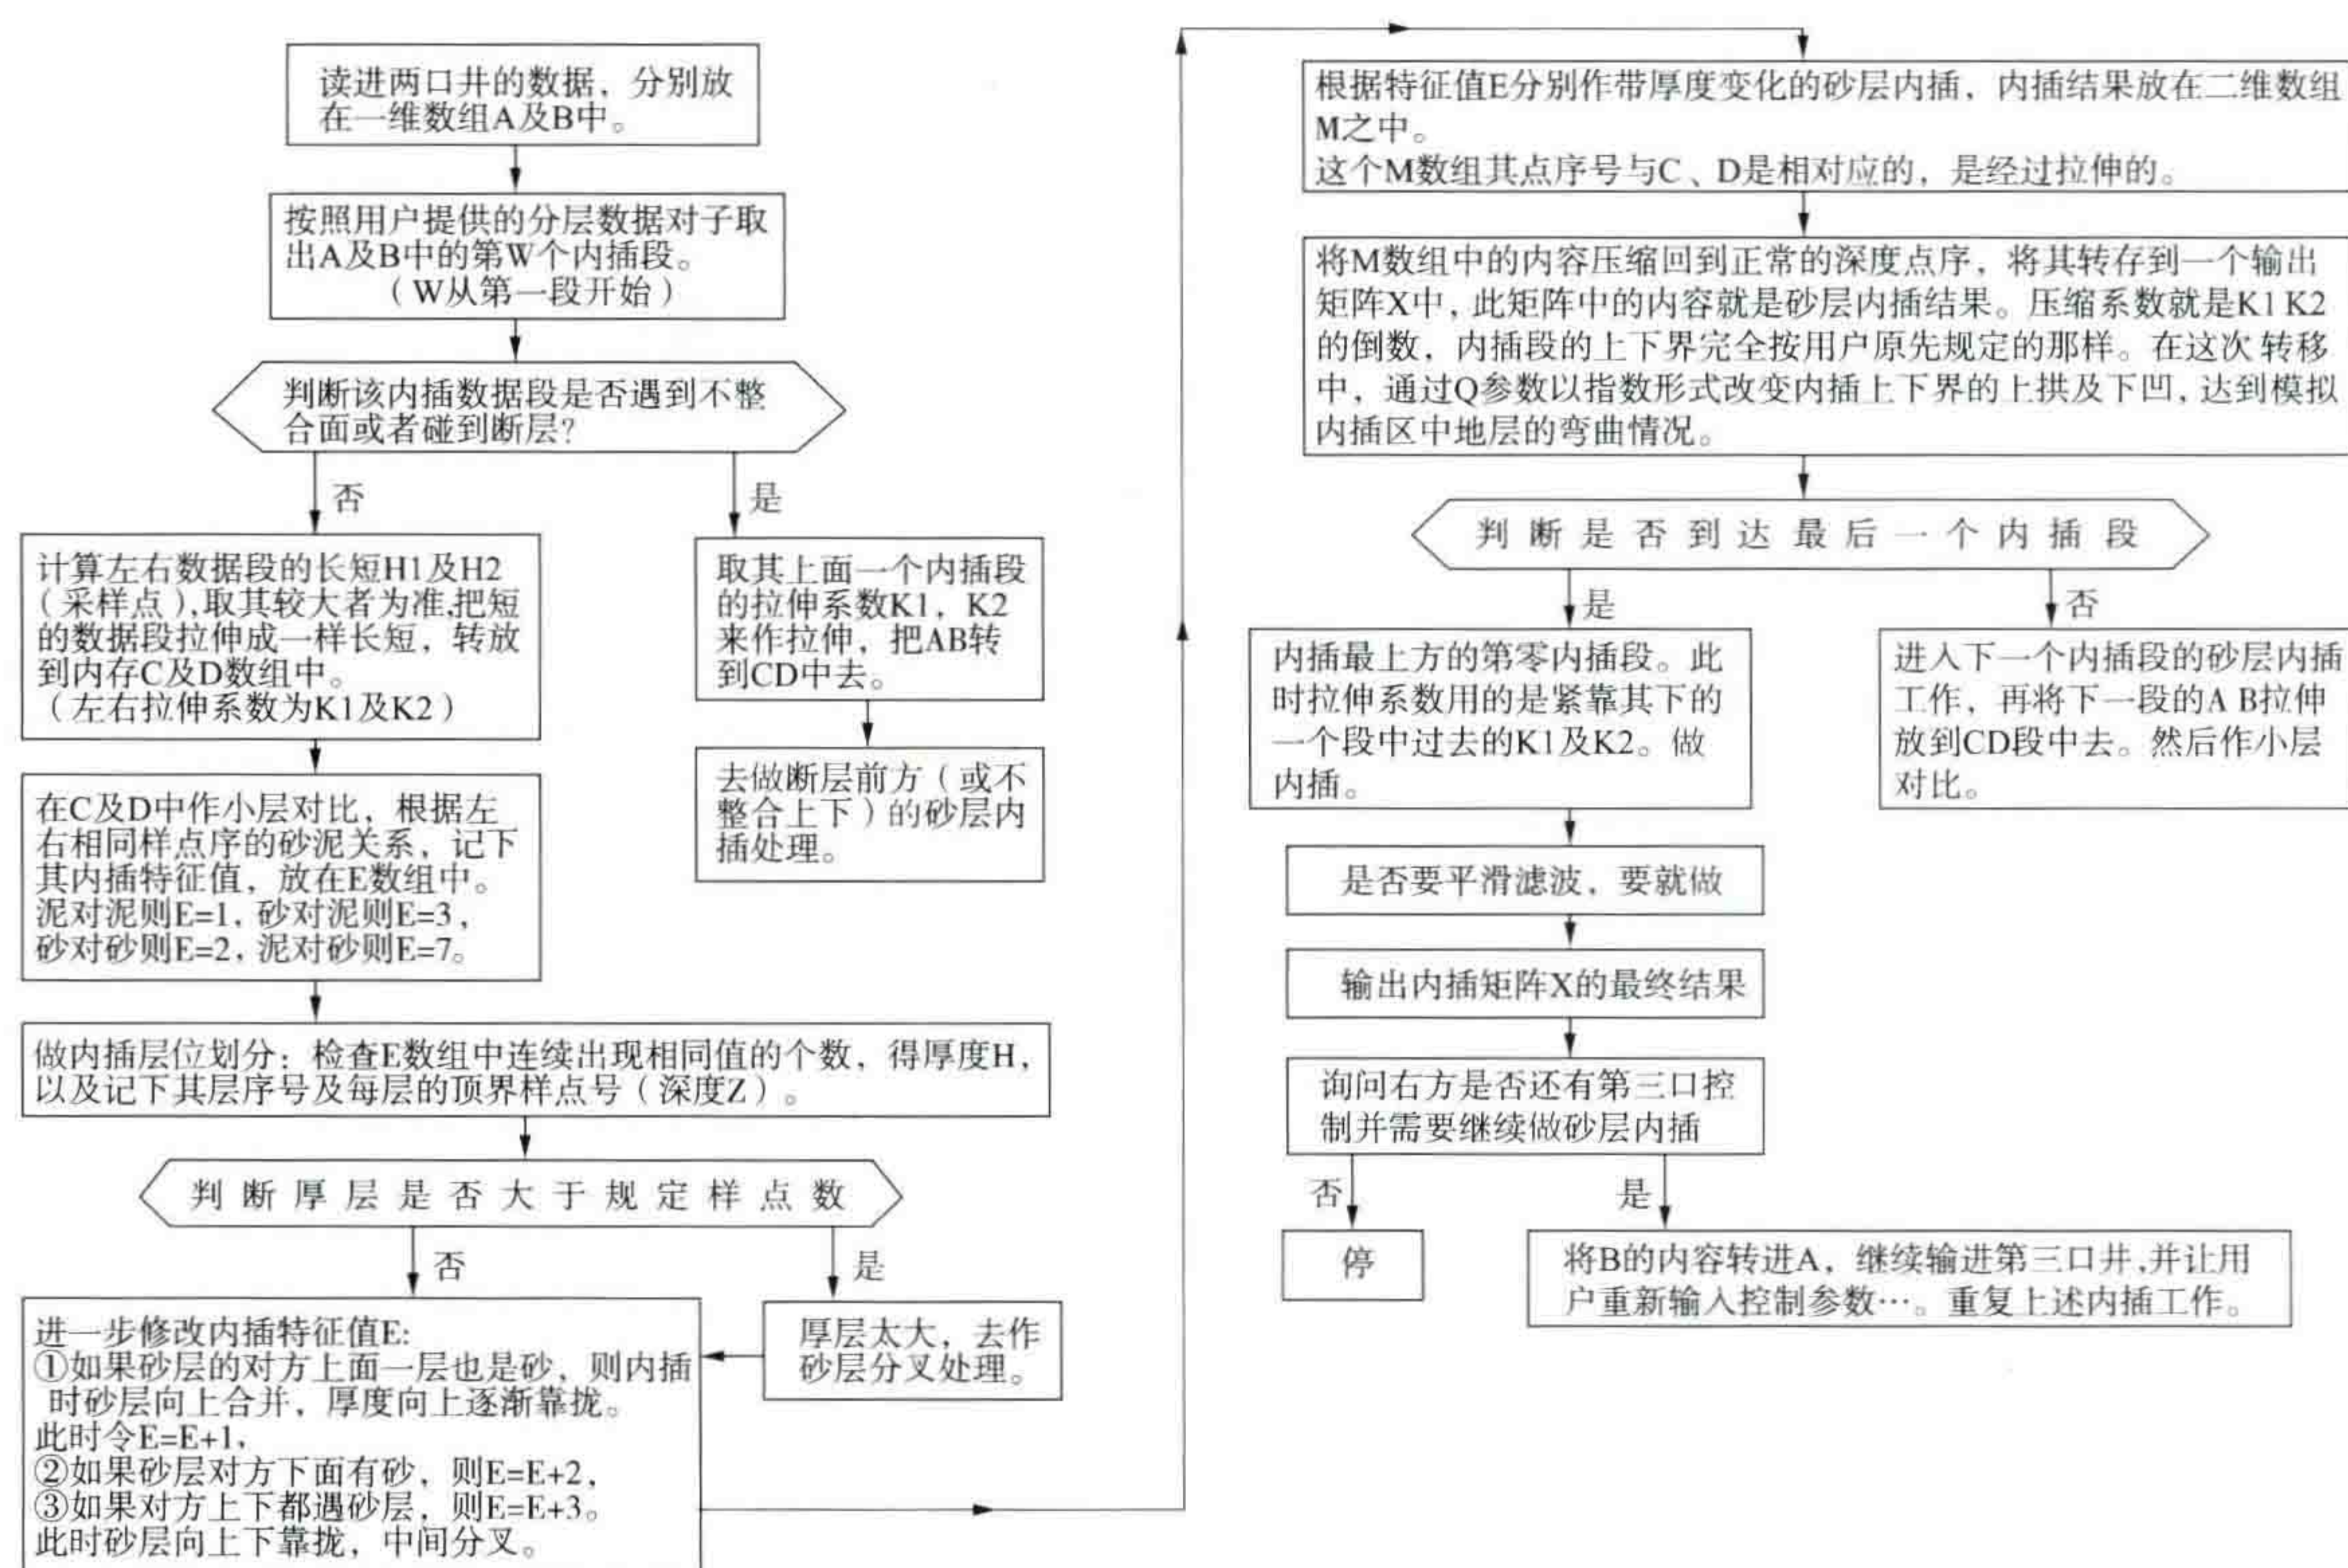 读进两口井的数据，分别放
在一维数组A及B中。
按照用户提供的分层数据对子取
出A及B中的第W个内插段。
（W从第一段开始）
判断该内插数据段是否遇到不整
合面或者碰到断层?
否
是
计算左右数据段的长短H1及H2
（采样点）,取其较大者为准,把短
的数据段拉伸成一样长短，转放
到内存C及D数组中。
（左右拉伸系数为K1及K2）
取其上面一个内插段
的拉伸系数K1，K2
来作拉伸，把AB转
到CD中去。
去做断层前方（或不
整合上下）的砂层内
插处理。
在C及D中作小层对比，根据左
右相同样点序的砂泥关系，记下
其内插特征值，放在E数组中。
泥对泥则E=1，砂对泥则E=3，
砂对砂则E=2，泥对砂则E=7。
做内插层位划分：检查E数组中连续出现相同值的个数，得厚度H，
以及记下其层序号及每层的顶界样点号（深度Z）。
判断厚层是否大于规定样点数
否
是
进一步修改内插特征值E:
①如果砂层的对方上面一层也是砂，则内插
时砂层向上合并，厚度向上逐渐靠拢。
此时令E=E+1，
②如果砂层对方下面有砂，则E=E+2，
③如果对方上下都遇砂层，则E=E+3。
此时砂层向上下靠拢，中间分叉。
厚层太大，去作
砂层分叉处理。
根据特征值E分别作带厚度变化的砂层内插，内插结果放在二维数组
M之中。
这个M数组其点序号与C、D是相对应的，是经过拉伸的。
将M数组中的内容压缩回到正常的深度点序，将其转存到一个输出
矩阵X中，此矩阵中的内容就是砂层内插结果。压缩系数就是K1 K2
的倒数，内插段的上下界完全按用户原先规定的那样。在这次 转移
中，通过Q参数以指数形式改变内插上下界的上拱及下凹，达到模拟
内插区中地层的弯曲情况。
判断是否到达最后一个内插段
是
否
内插最上方的第零内插段。此
时拉伸系数用的是紧靠其下的
一个段中过去的K1及K2。做
内插。
进入下一个内插段的砂层内插
工作，再将下一段的A B拉伸
放到CD段中去。然后作小层
对比。
是否要平滑滤波，要就做
输出内插矩阵X的最终结果
询问右方是否还有第三口控
制并需要继续做砂层内插
否
是
停
将B的内容转进A，继续输进第三口井,并让用
户重新输入控制参数…。重复上述内插工作。